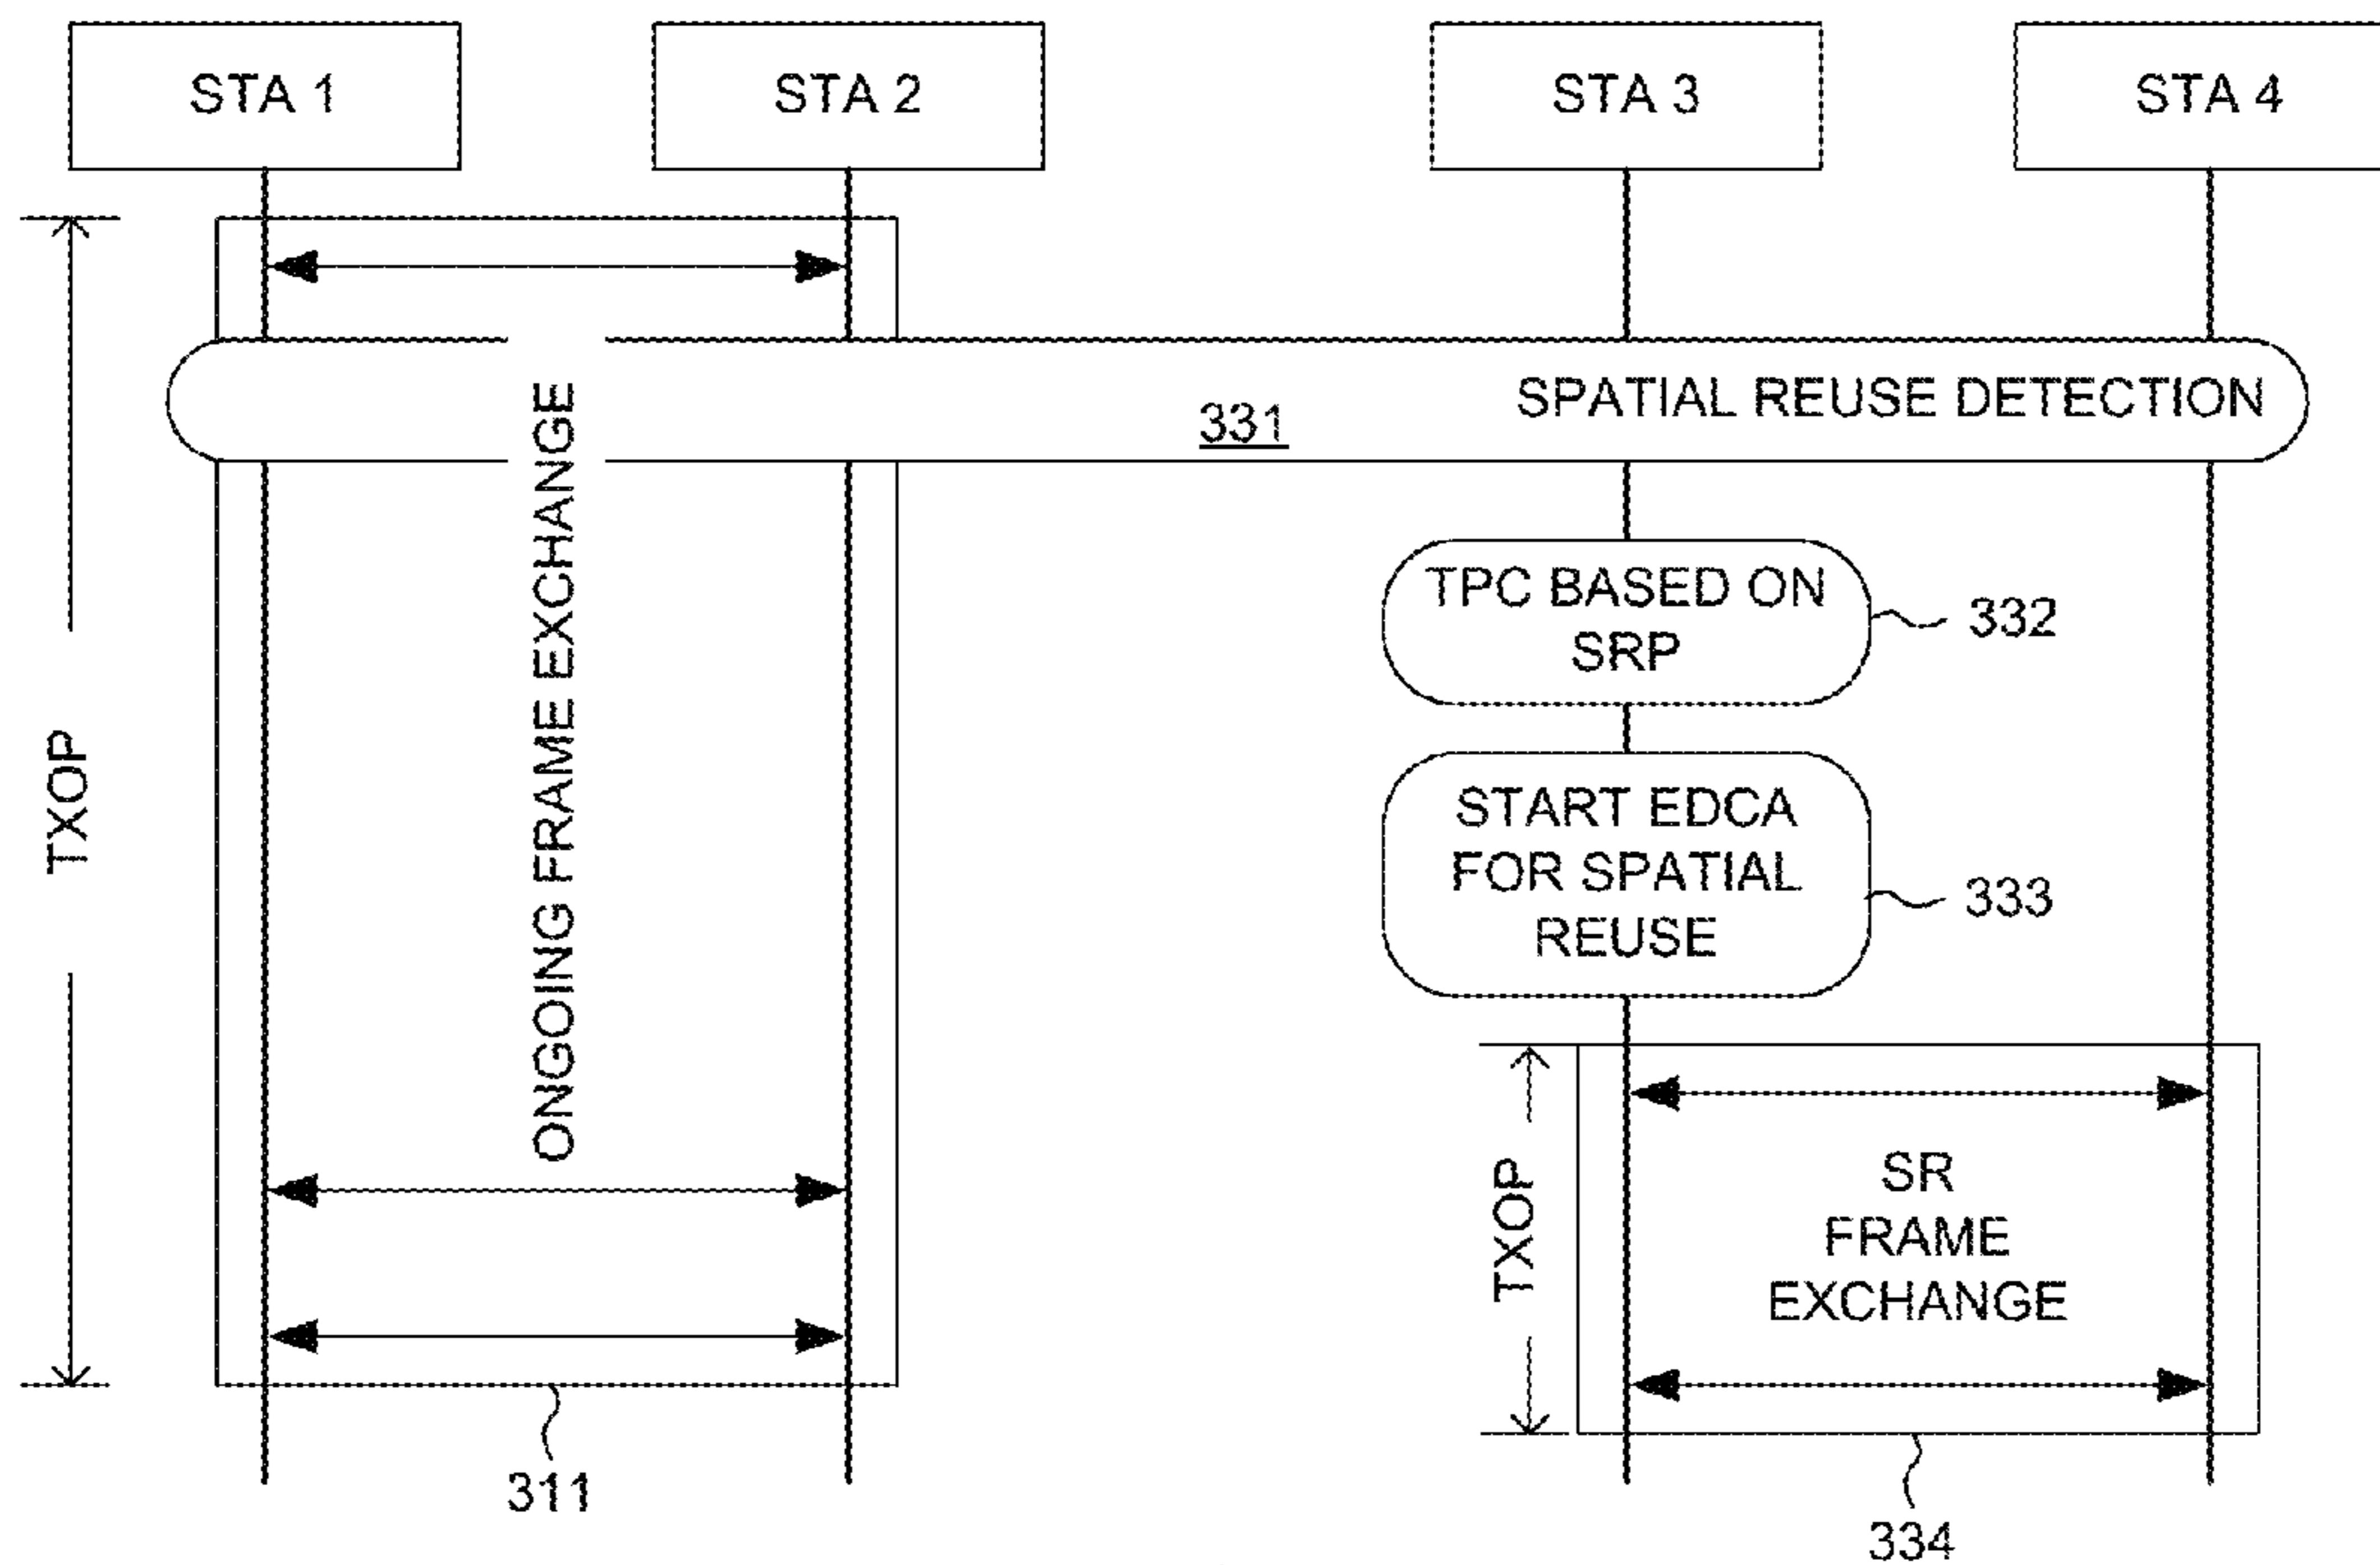 STA 1
STA 2
STA 3
STA 4
SPATIAL REUSE DETECTION
331
ONGOING FRAME EXCHANGE
TXOP
TPC BASED ON
SRP
332
START EDCA
FOR SPATIAL
REUSE
333
TXOP
SR
FRAME
EXCHANGE
311
334